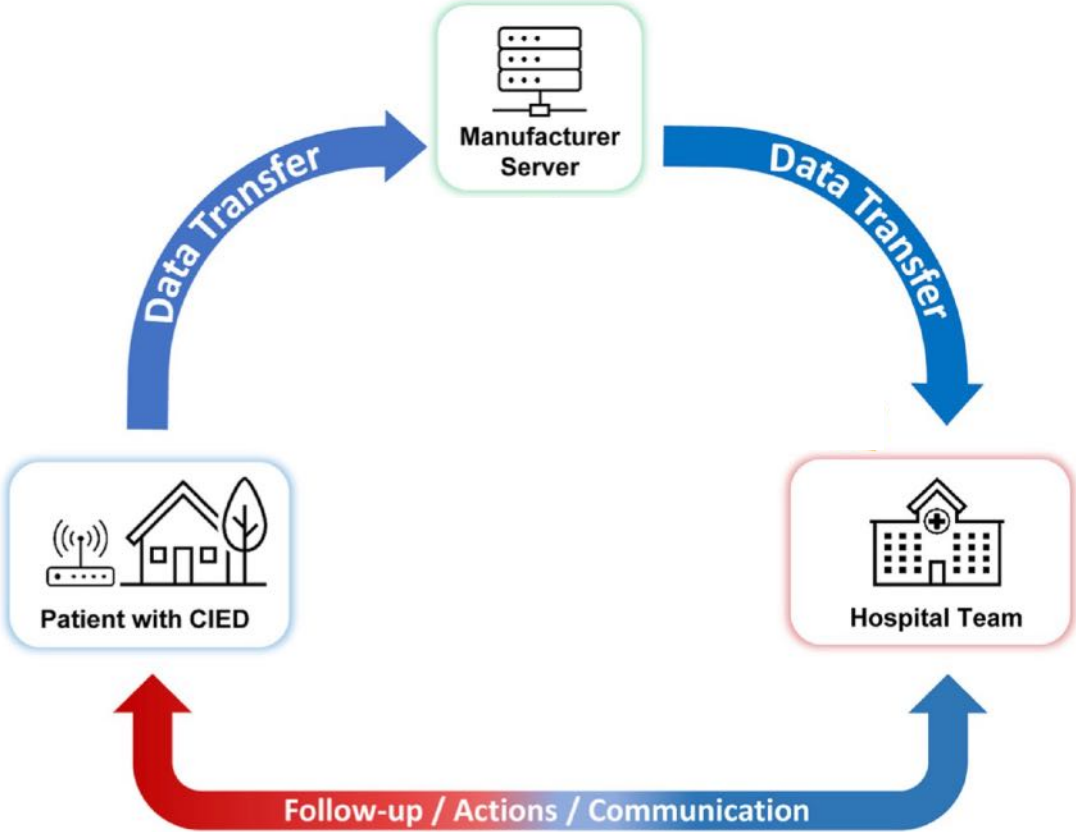 Manufacturer
Server
Data Transfer
Data Transfer
Patient with CIED
Hospital Team
Follow-up / Actions / Communication